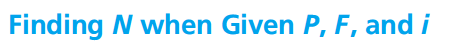 Finding N when Given P, F, and i